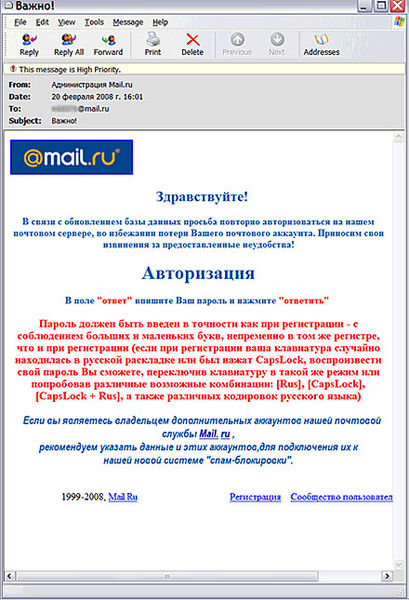 Важно!
File Edit View Tools Message Help
Reply Reply All Forward Print Delete Previous Next Addresses
This message is High Priority.
From: Администрация Mail.ru
Date: 20 февраля 2008 г. 16:01
To: @mail.ru
Subject: Важно!
@mail.ru®
Здравствуйте!
В связи с обновлением базы данных просьба повторно авторизоваться на нашем
почтовом сервере, во избежании потери Вашего почтового аккаунта. Приносим свои
извинения за предоставленные неудобства!
Авторизация
В поле "ответ" впишите Ваш пароль и нажмите "ответить"
Пароль должен быть введен в точности как при регистрации - с
соблюдением больших и маленьких букв, непременно в том же регистре,
что и при регистрации (если при регистрации ваша клавиатура случайно
находилась в русской раскладке или был нажат CapsLock, воспроизвести
свой пароль Вы сможете, переключив клавиатуру в такой же режим или
попробовав различные возможные комбинации: [Rus], [CapsLock],
[CapsLock + Rus], а также различных кодировок русского языка)
Если вы являетесь владельцем дополнительных аккаунтов нашей почтовой
службы Mail. ru ,
рекомендуем указать данные и этих аккаунтов,для подключения их к
нашей новой системе "спам-блокировки".
1999-2008, Mail Ru Регистрация Сообщество пользовател